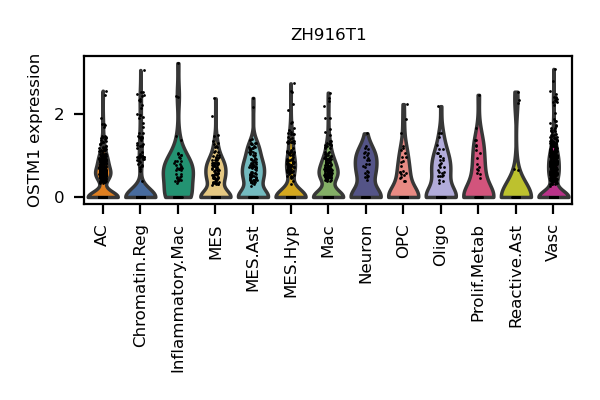 ZH916T1
OSTM1 expression
2
0
AC
Chromatin.Reg
Inflammatory.Mac
MES
MES.Ast
MES.Hyp
Mac
Neuron
OPC
Oligo
Prolif.Metab
Reactive.Ast
Vasc